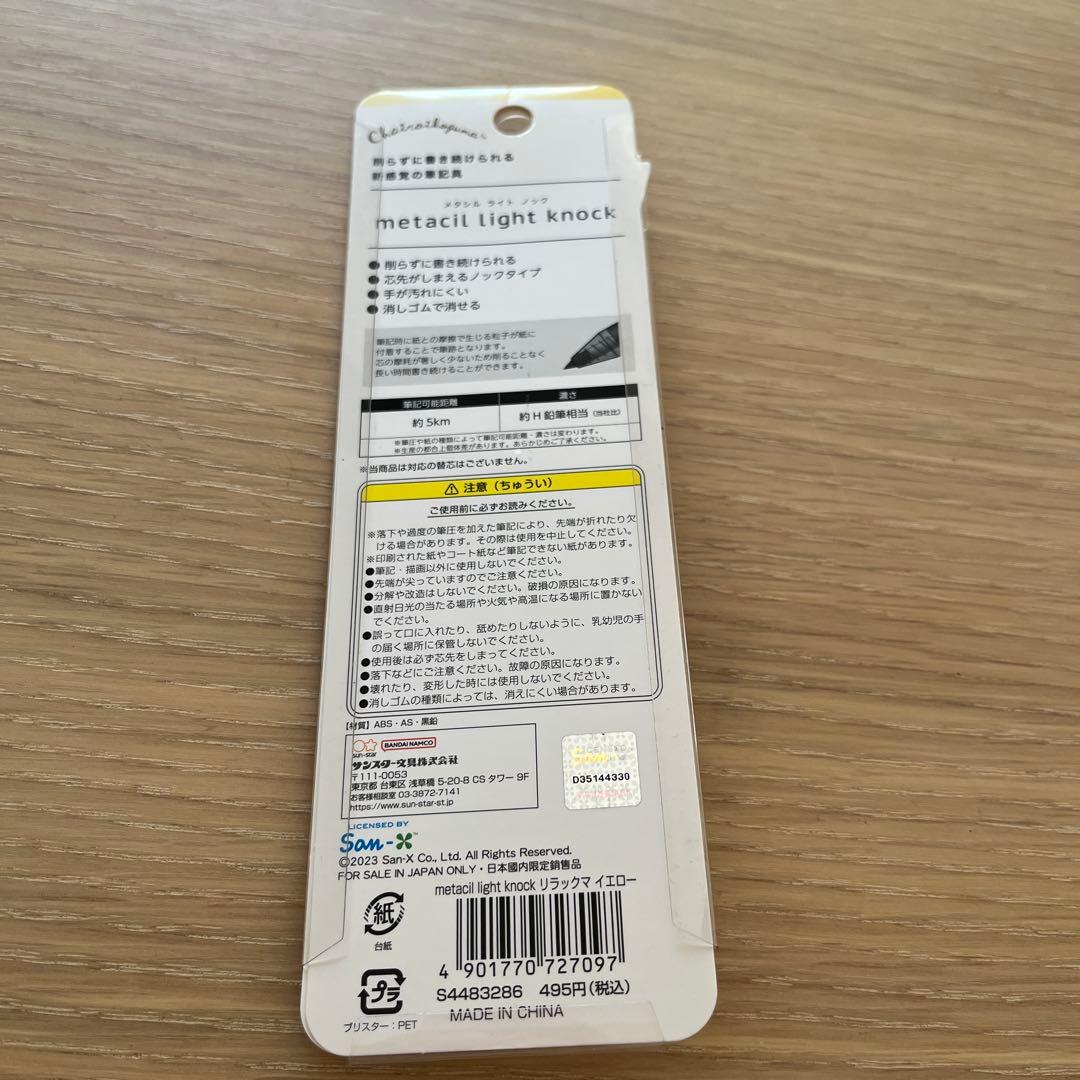 Chairoikoguma
削らずに書き続けられる
新感覚の筆記具
メタシル ライト ノック
metacil light knock
● 削らずに書き続けられる
● 芯先がしまえるノックタイプ
● 手が汚れにくい
● 消しゴムで消せる
筆記時に紙との摩擦で生じる粒子が紙に
付着することで筆跡となります。
芯の摩耗が著しく少ないため削ることなく
長い時間書き続けることができます。
筆記可能距離 濃さ
約 5km 約 H 鉛筆相当（当社比）
※筆圧や紙の種類によって筆記可能距離・濃さは変わります。
※生産の都合上個体差があります。あらかじめご了承ください。
※当商品は対応の替芯はございません。
⚠ 注意（ちゅうい）
ご使用前に必ずお読みください。
※落下や過度の筆圧を加えた筆記により、先端が折れたり欠
ける場合があります。その際は使用を中止してください。
※印刷された紙やコート紙など筆記できない紙があります。
●筆記・描画以外に使用しないでください。
●先端が尖っていますのでご注意ください。
●分解や改造はしないでください。破損の原因になります。
●直射日光の当たる場所や火気や高温になる場所に置かない
でください。
●誤って口に入れたり、舐めたりしないように、乳幼児の手
の届く場所に保管しないでください。
●使用後は必ず芯先をしまってください。
●落下などにご注意ください。故障の原因になります。
●壊れたり、変形した時には使用しないでください。
●消しゴムの種類によっては、消えにくい場合があります。
【材質】ABS・AS・黒鉛
sun-star BANDAI NAMCO
サンスター文具株式会社
〒111-0053
東京都 台東区 浅草橋 5-20-8 CS タワー 9F
お客様相談室 03-3872-7141
https://www.sun-star-st.jp
D35144330
LICENSED BY
San-X™
©2023 San-X Co., Ltd. All Rights Reserved.
FOR SALE IN JAPAN ONLY・日本國内限定銷售品
metacil light knock リラックマ イエロー
紙
台紙
4 901770 727097
プラ
S4483286 495円(税込)
ブリスター：PET
MADE IN CHINA